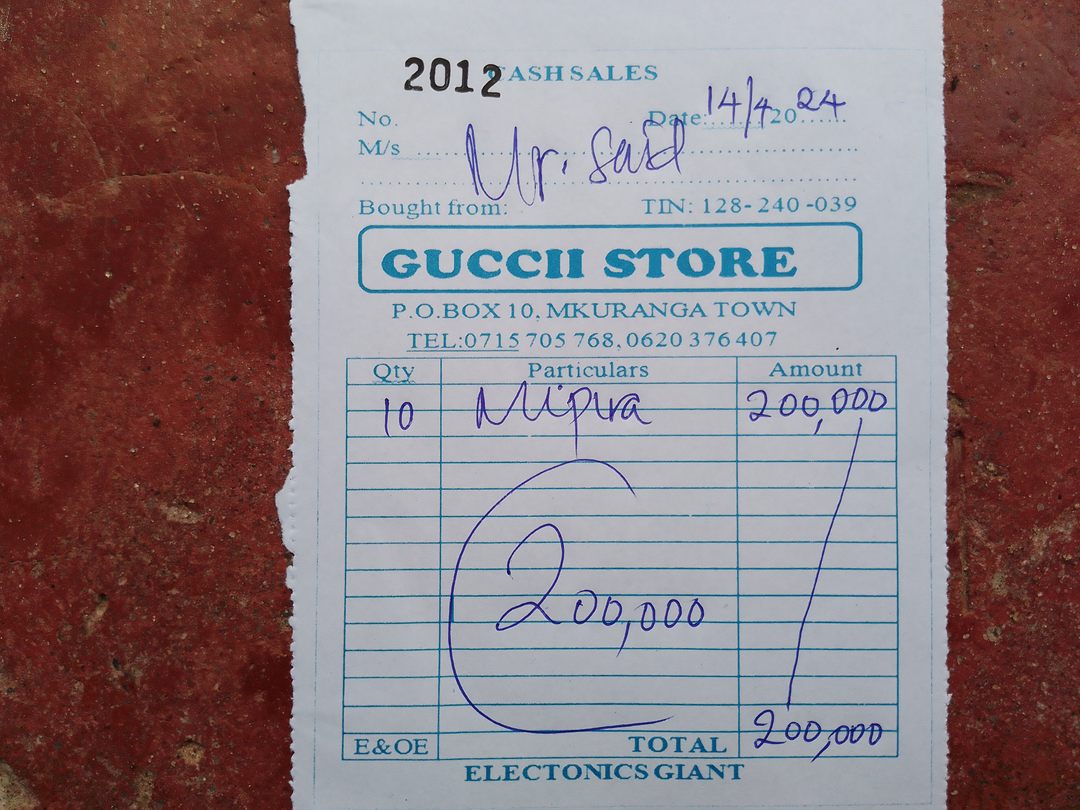 2012 CASH SALES
No. Date: 14/4 2024
M/s Mr. Said
Bought from: TIN: 128-240-039
GUCCII STORE
P.O.BOX 10, MKURANGA TOWN
TEL:0715 705 768, 0620 376 407
Qty Particulars Amount
10 Mipira 200,000
200,000
E&OE TOTAL 200,000
ELECTONICS GIANT